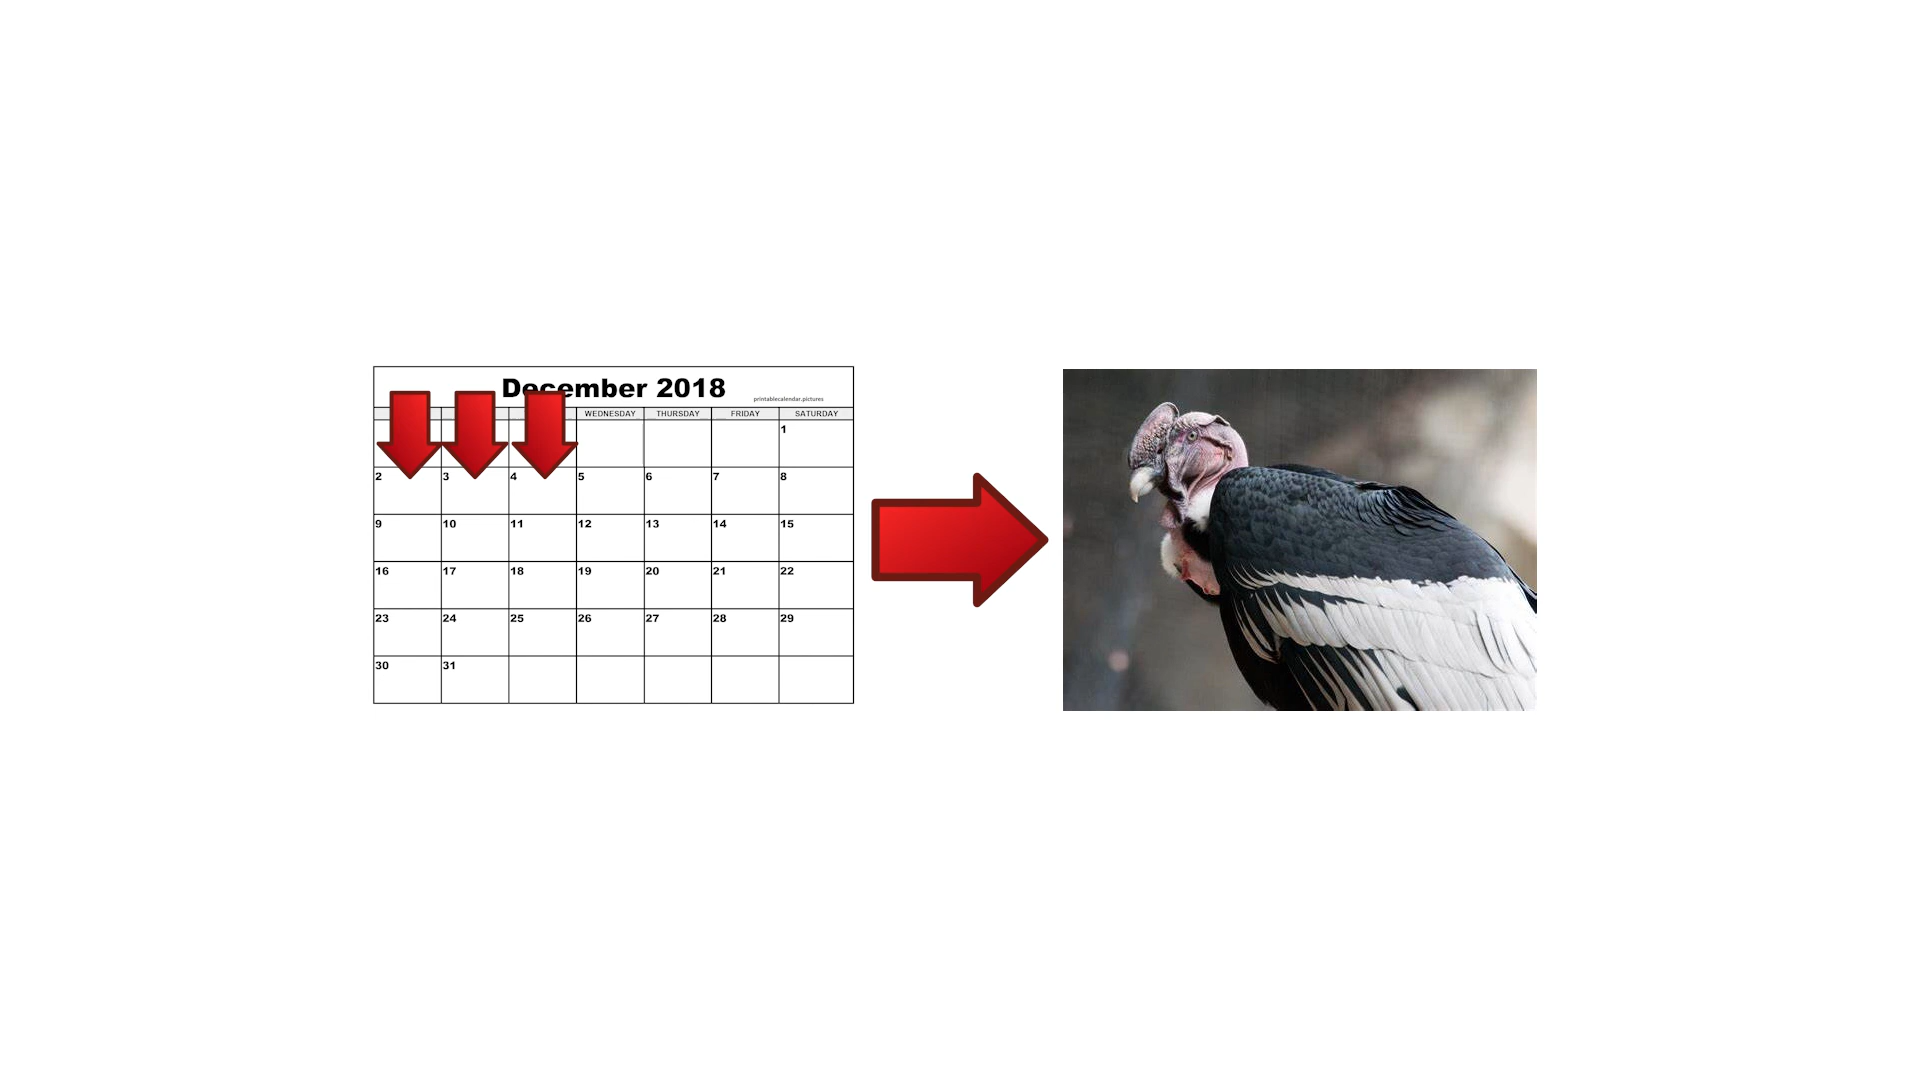 December 2018
printablecalendar.pictures
WEDNESDAY THURSDAY FRIDAY SATURDAY
1
2 3 4 5 6 7 8
9 10 11 12 13 14 15
16 17 18 19 20 21 22
23 24 25 26 27 28 29
30 31